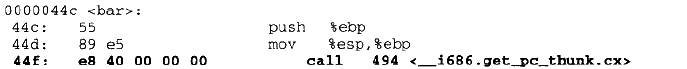 0000044c <bar>:
44c: 55 push %ebp
44d: 89 e5 mov %esp,%ebp
44f: e8 40 00 00 00 call 494 <__i686.get_pc_thunk.cx>